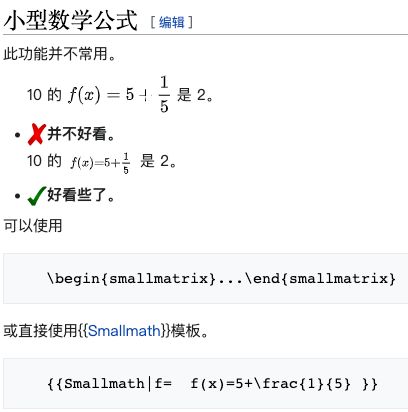 小型数学公式 [编辑]
此功能并不常用。
10 的 f(x) = 5 + 1/5 是 2。
并不好看。
10 的 f(x)=5+1/5 是 2。
好看些了。
可以使用
\begin{smallmatrix}...\end{smallmatrix}
或直接使用{{Smallmath}}模板。
{{Smallmath|f=  f(x)=5+\frac{1}{5} }}